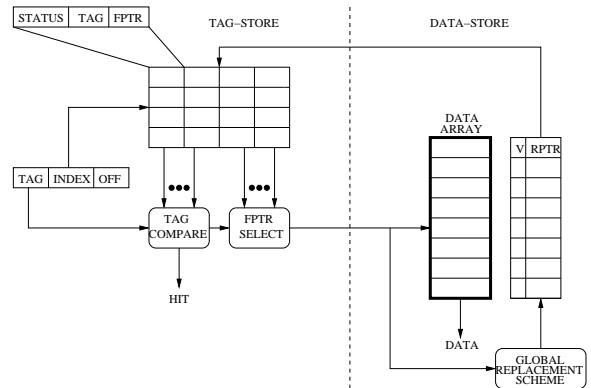 STATUS TAG FPTR
TAG–STORE
DATA–STORE
DATA
ARRAY
V RPTR
TAG INDEX OFF
TAG
COMPARE
FPTR
SELECT
HIT
DATA
GLOBAL
REPLACEMENT
SCHEME